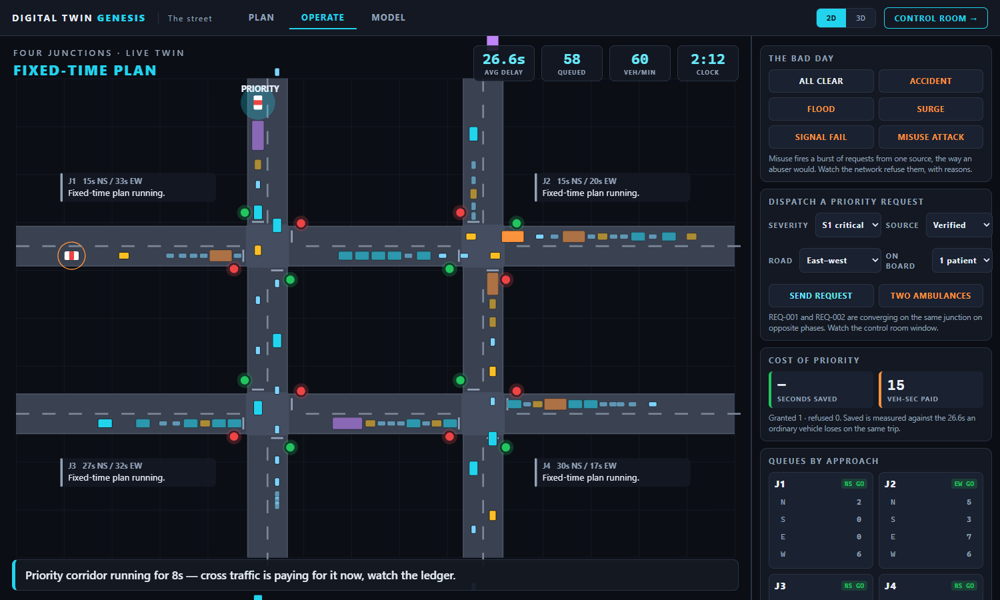 DIGITAL TWIN GENESIS
The street
PLAN
OPERATE
MODEL
2D
3D
CONTROL ROOM →
FOUR JUNCTIONS · LIVE TWIN
FIXED-TIME PLAN
26.6s
AVG DELAY
58
QUEUED
60
VEH/MIN
2:12
CLOCK
PRIORITY
J1 15s NS / 33s EW
Fixed-time plan running.
J2 15s NS / 20s EW
Fixed-time plan running.
J3 27s NS / 32s EW
Fixed-time plan running.
J4 30s NS / 17s EW
Fixed-time plan running.
Priority corridor running for 8s — cross traffic is paying for it now, watch the ledger.
THE BAD DAY
ALL CLEAR
ACCIDENT
FLOOD
SURGE
SIGNAL FAIL
MISUSE ATTACK
Misuse fires a burst of requests from one source, the way an
abuser would. Watch the network refuse them, with reasons.
DISPATCH A PRIORITY REQUEST
SEVERITY
S1 critical
SOURCE
Verified
ROAD
East–west
ON
BOARD
1 patient
SEND REQUEST
TWO AMBULANCES
REQ-001 and REQ-002 are converging on the same junction on
opposite phases. Watch the control room window.
COST OF PRIORITY
–
SECONDS SAVED
15
VEH-SEC PAID
Granted 1 · refused 0. Saved is measured against the 26.6s an
ordinary vehicle loses on the same trip.
QUEUES BY APPROACH
J1
NS GO
N 2
S 0
E 0
W 6
J2
EW GO
N 5
S 3
E 7
W 6
J3
NS GO
J4
NS GO